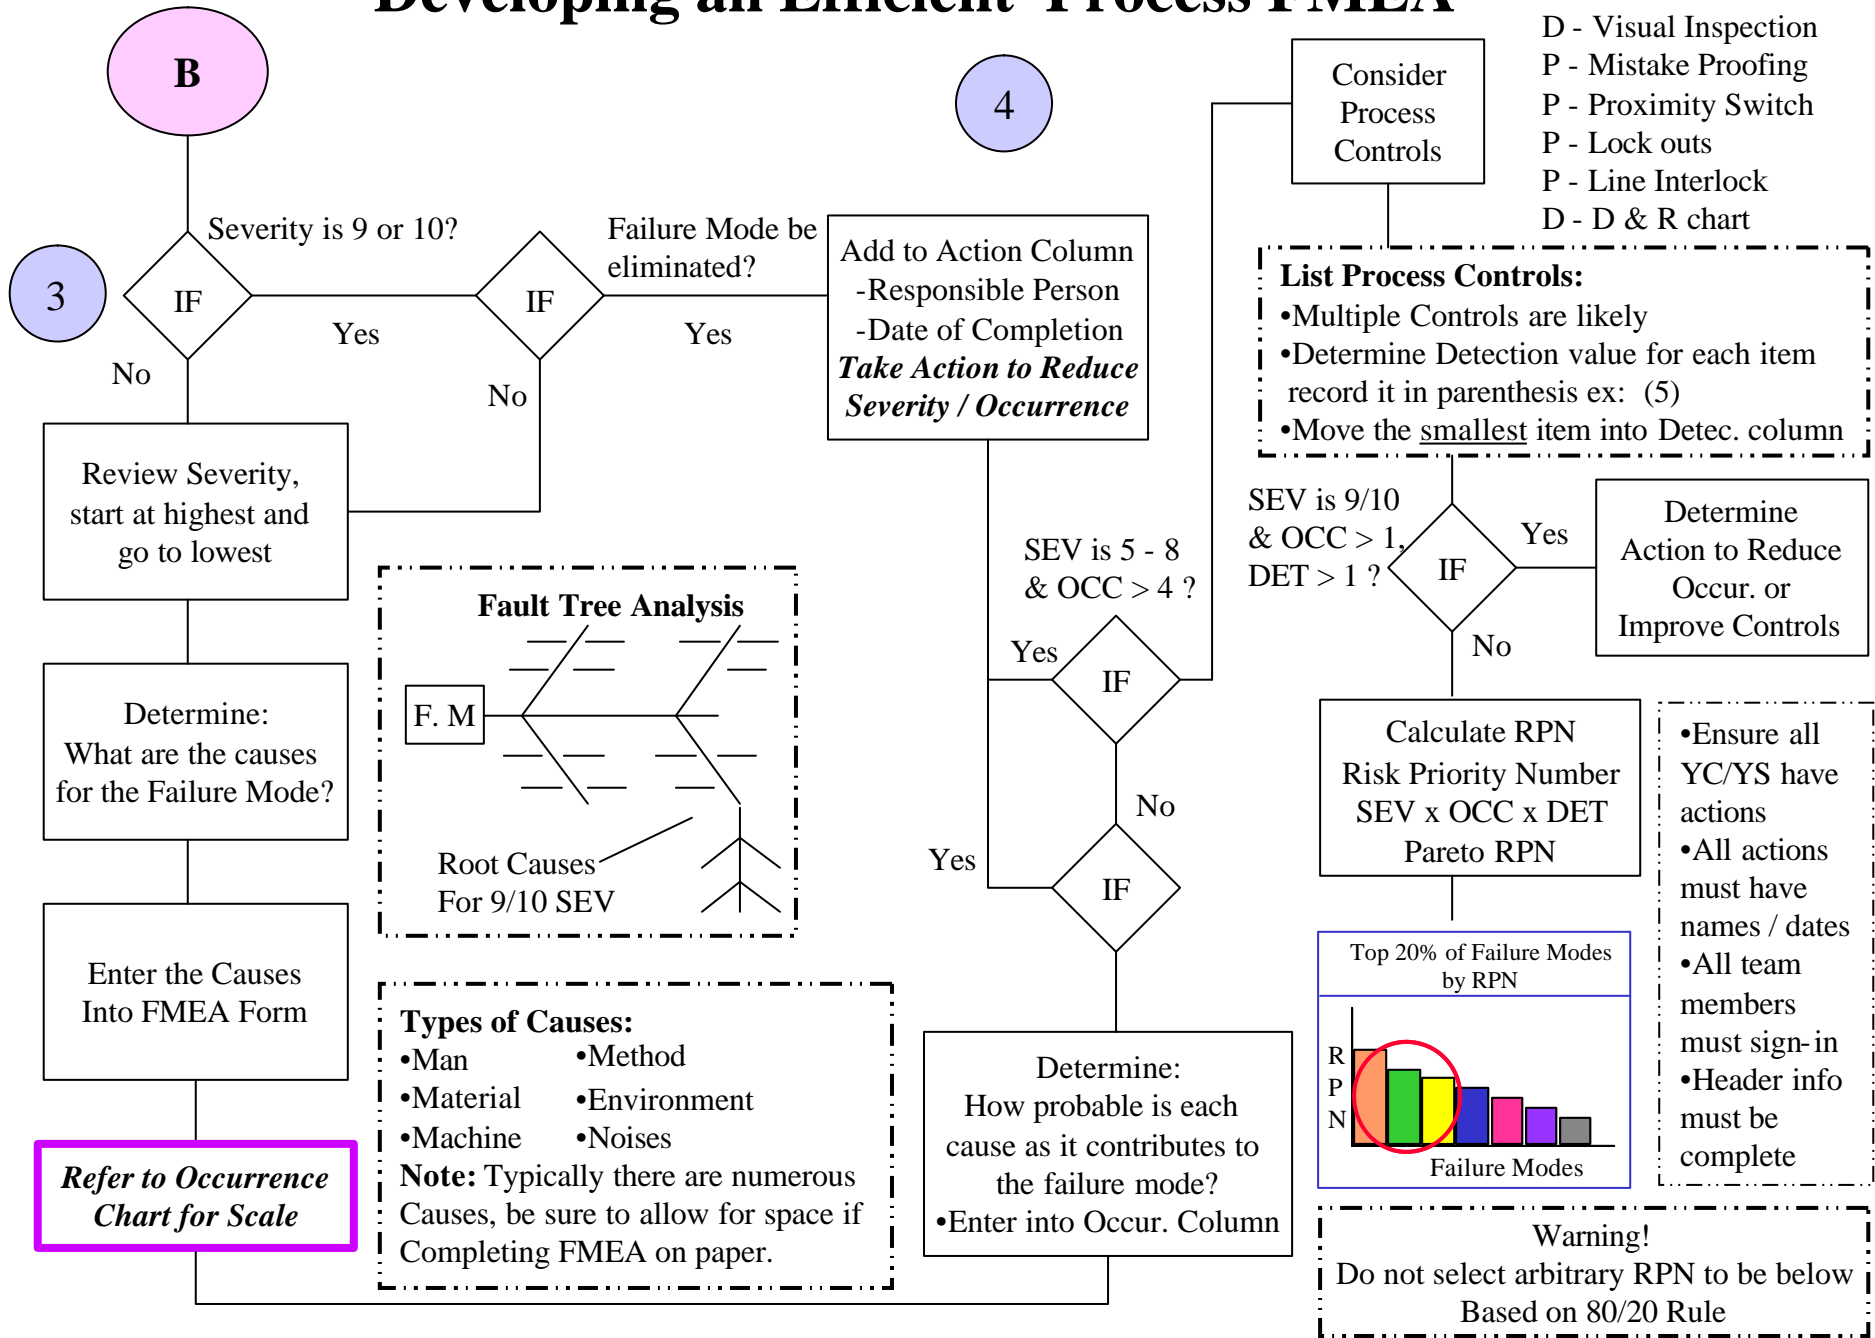 Developing an Efficient Process FMEA
B
3
Severity is 9 or 10?
IF
Yes
No
IF
Failure Mode be
eliminated?
Yes
No
Add to Action Column
-Responsible Person
-Date of Completion
Take Action to Reduce
Severity / Occurrence
Review Severity,
start at highest and
go to lowest
Determine:
What are the causes
for the Failure Mode?
Enter the Causes
Into FMEA Form
Refer to Occurrence
Chart for Scale
Fault Tree Analysis
F. M
Root Causes
For 9/10 SEV
Types of Causes:
•Man
•Method
•Material
•Environment
•Machine
•Noises
Note: Typically there are numerous
Causes, be sure to allow for space if
Completing FMEA on paper.
4
SEV is 5 - 8
& OCC > 4 ?
Yes
IF
No
Yes
IF
Determine:
How probable is each
cause as it contributes to
the failure mode?
•Enter into Occur. Column
Consider
Process
Controls
D - Visual Inspection
P - Mistake Proofing
P - Proximity Switch
P - Lock outs
P - Line Interlock
D - D & R chart
List Process Controls:
•Multiple Controls are likely
•Determine Detection value for each item
record it in parenthesis ex: (5)
•Move the smallest item into Detec. column
SEV is 9/10
& OCC > 1,
DET > 1 ?
IF
Yes
No
Determine
Action to Reduce
Occur. or
Improve Controls
Calculate RPN
Risk Priority Number
SEV x OCC x DET
Pareto RPN
Top 20% of Failure Modes
by RPN
R
P
N
Failure Modes
•Ensure all
YC/YS have
actions
•All actions
must have
names / dates
•All team
members
must sign-in
•Header info
must be
complete
Warning!
Do not select arbitrary RPN to be below
Based on 80/20 Rule